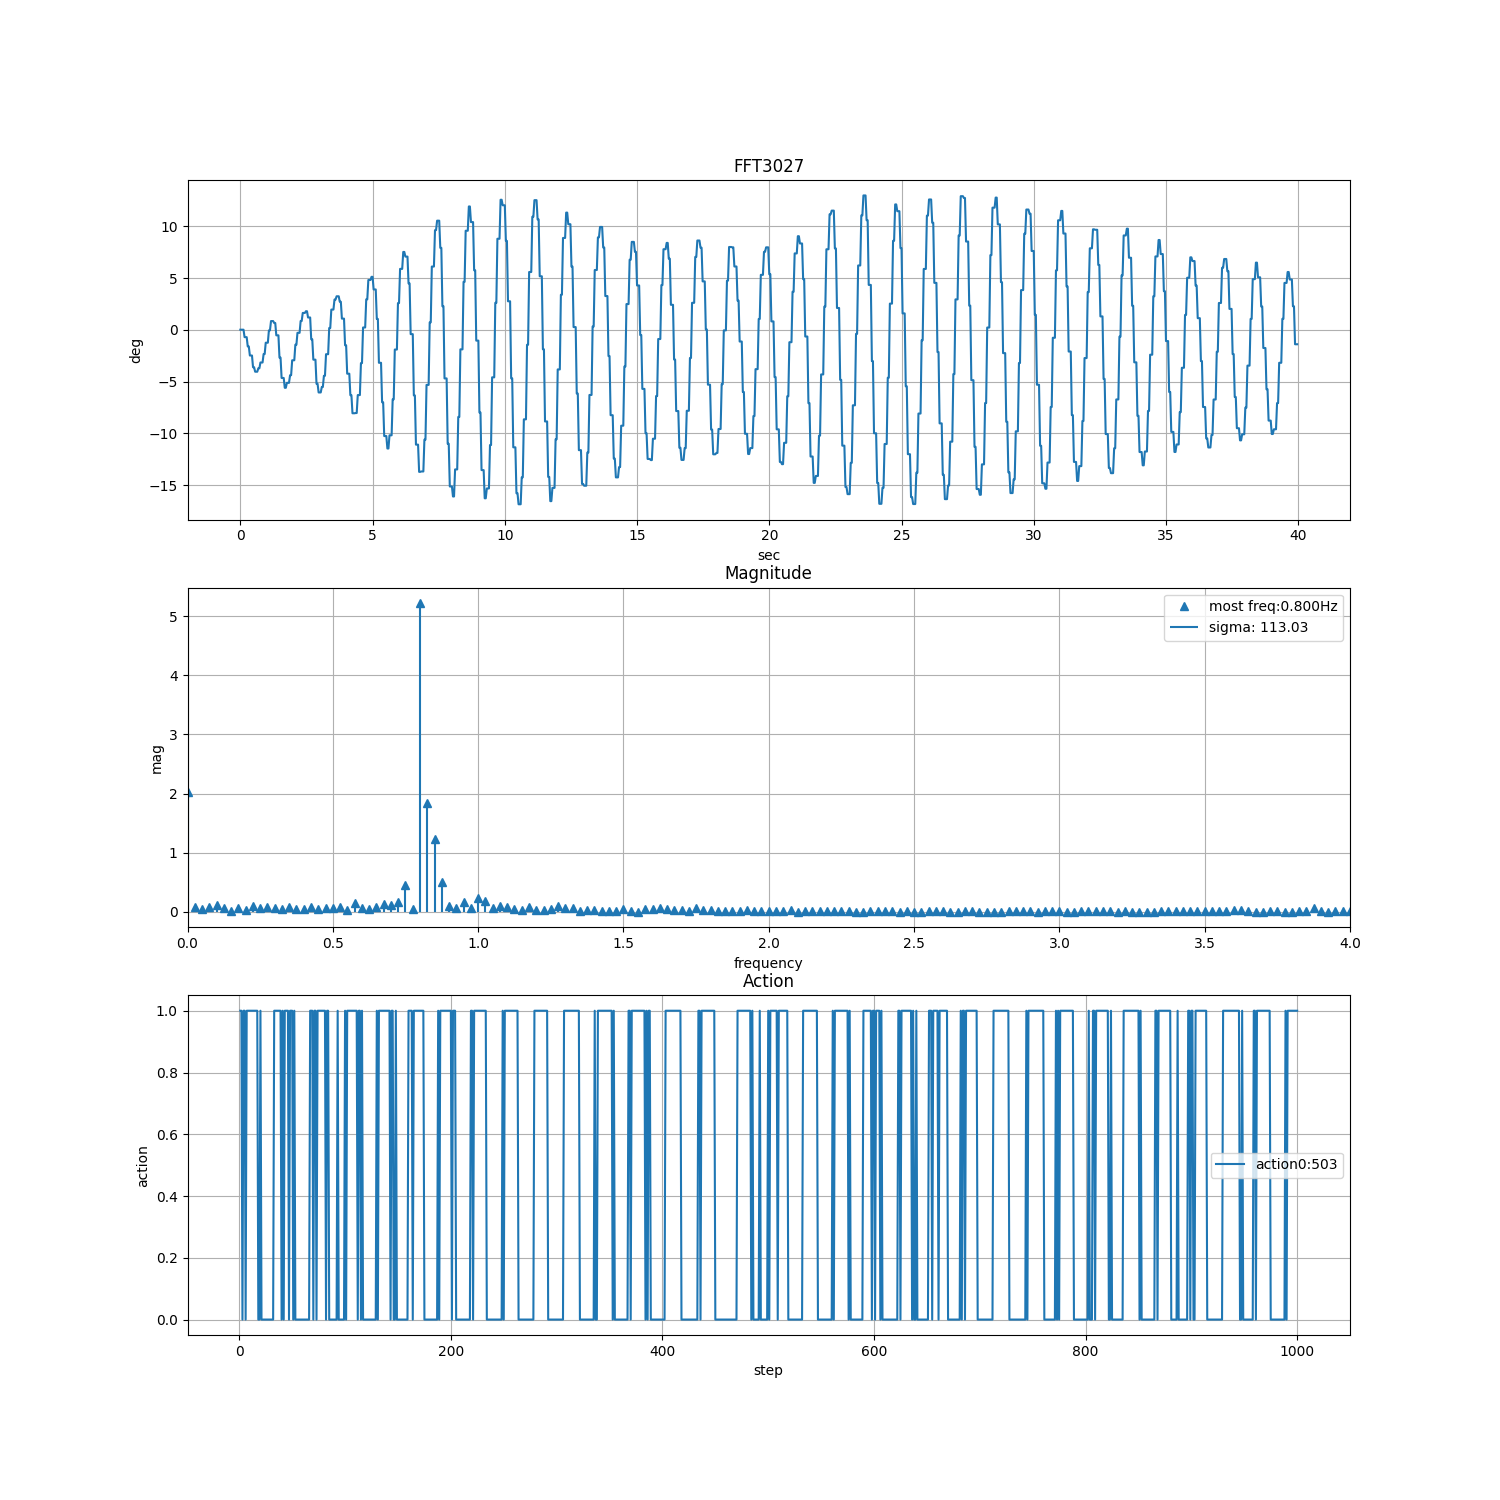 FFT3027
10
5
0
−5
−10
−15
deg
0 5 10 15 20 25 30 35 40
sec
Magnitude
most freq:0.800Hz
sigma: 113.03
5
4
3
2
1
0
mag
0.0 0.5 1.0 1.5 2.0 2.5 3.0 3.5 4.0
frequency
Action
1.0
0.8
0.6
0.4
0.2
0.0
action
action0:503
0 200 400 600 800 1000
step